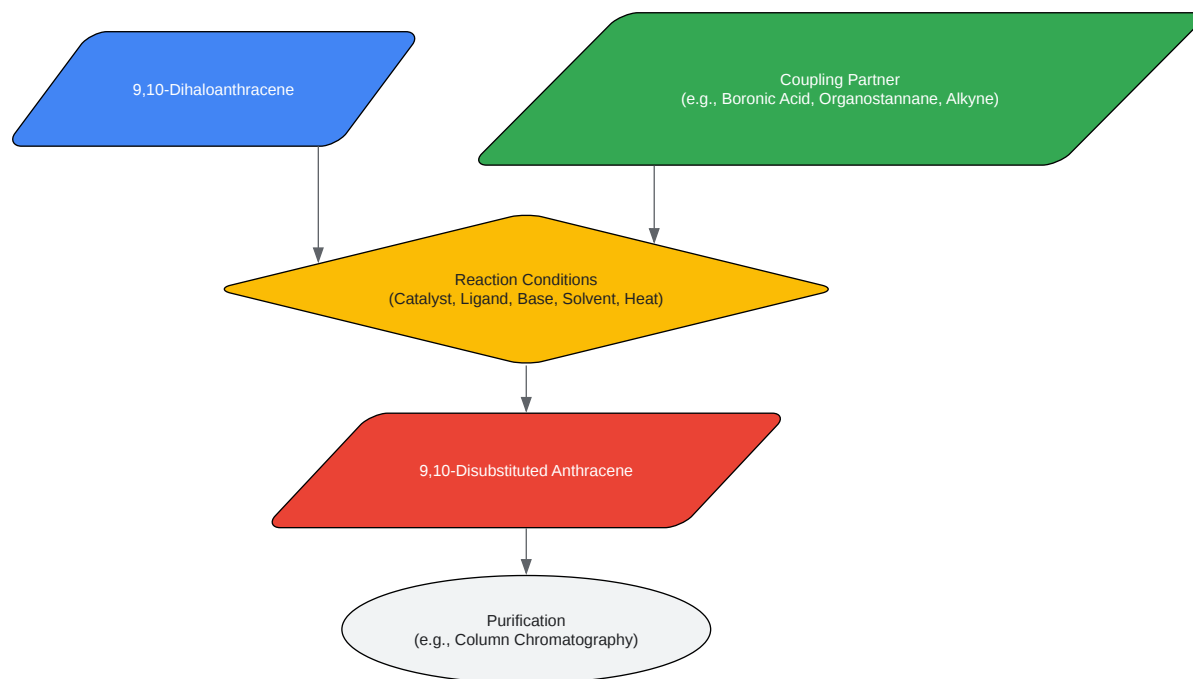 9,10-Dihaloanthracene
Coupling Partner
(e.g., Boronic Acid, Organostannane, Alkyne)
Reaction Conditions
(Catalyst, Ligand, Base, Solvent, Heat)
9,10-Disubstituted Anthracene
Purification
(e.g., Column Chromatography)